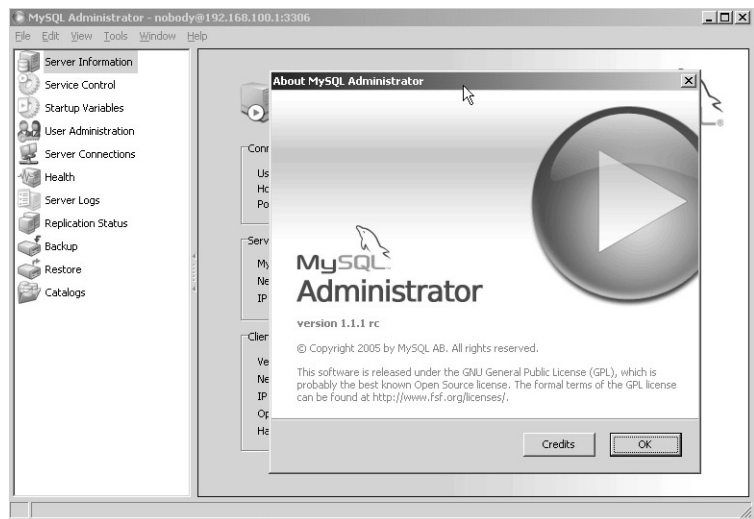 MySQL Administrator - nobody@192.168.100.1:3306
File Edit View Tools Window Help
Server Information
Service Control
Startup Variables
User Administration
Server Connections
Health
Server Logs
Replication Status
Backup
Restore
Catalogs
About MySQL Administrator
MySQL
Administrator
version 1.1.1 rc
© Copyright 2005 by MySQL AB. All rights reserved.
This software is released under the GNU General Public License (GPL), which is
probably the best known Open Source license. The formal terms of the GPL license
can be found at http://www.fsf.org/licenses/.
Credits OK
IP
IP